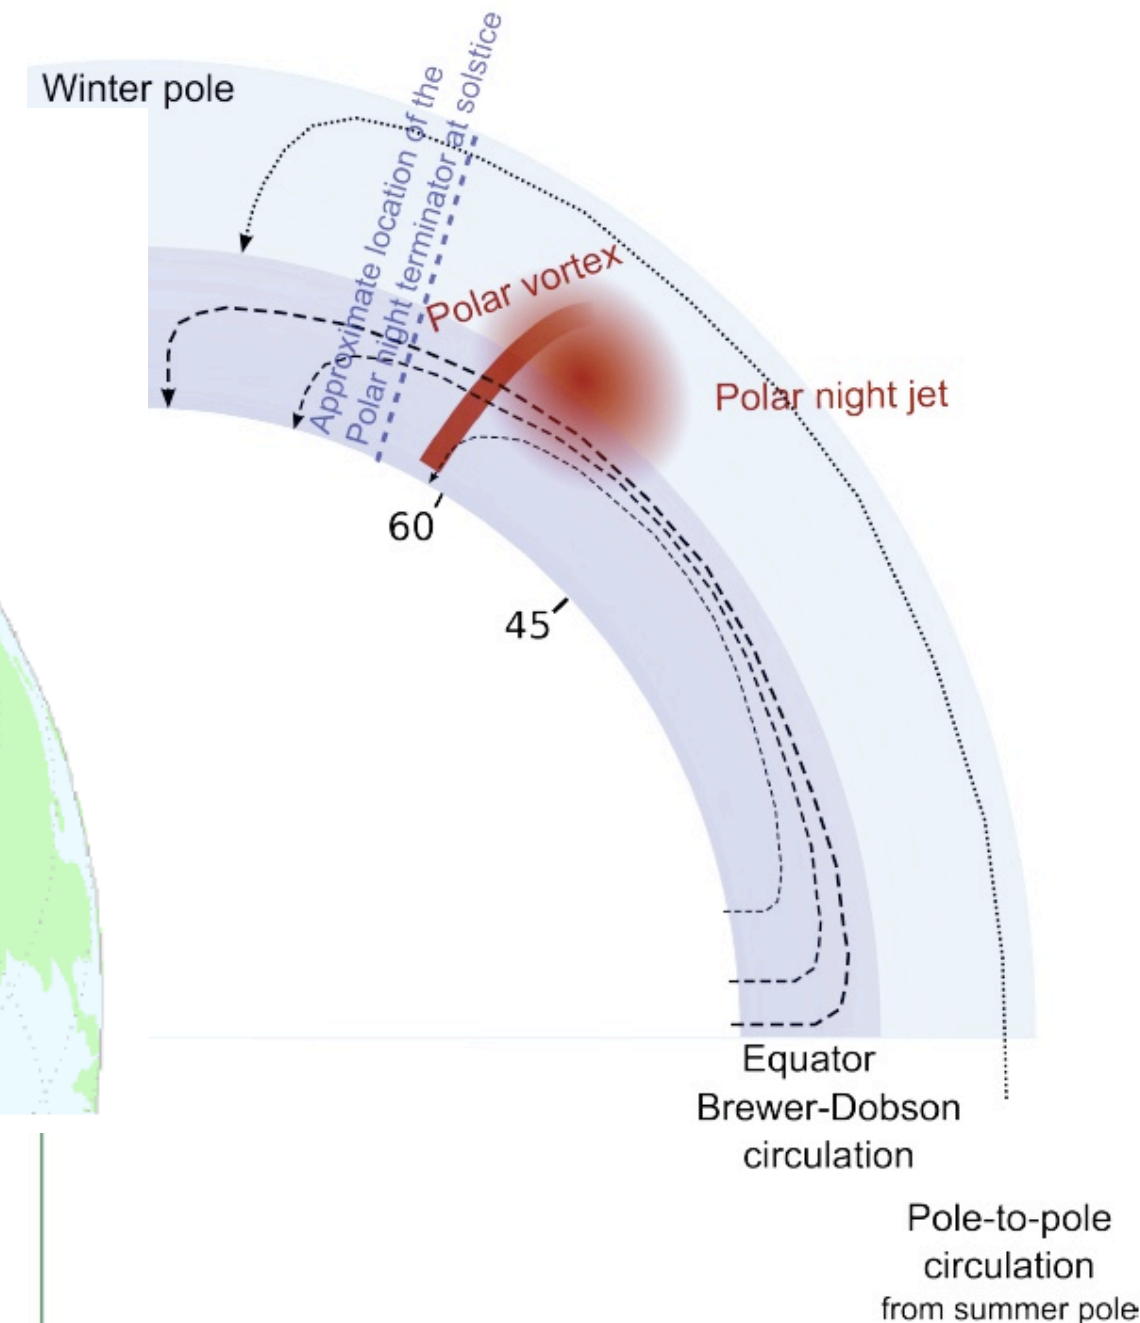 Winter pole
Approximate location of the
Polar night terminator at solstice
Polar vortex
Polar night jet
60
45
Equator
Brewer-Dobson
circulation
Pole-to-pole
circulation
from summer pole